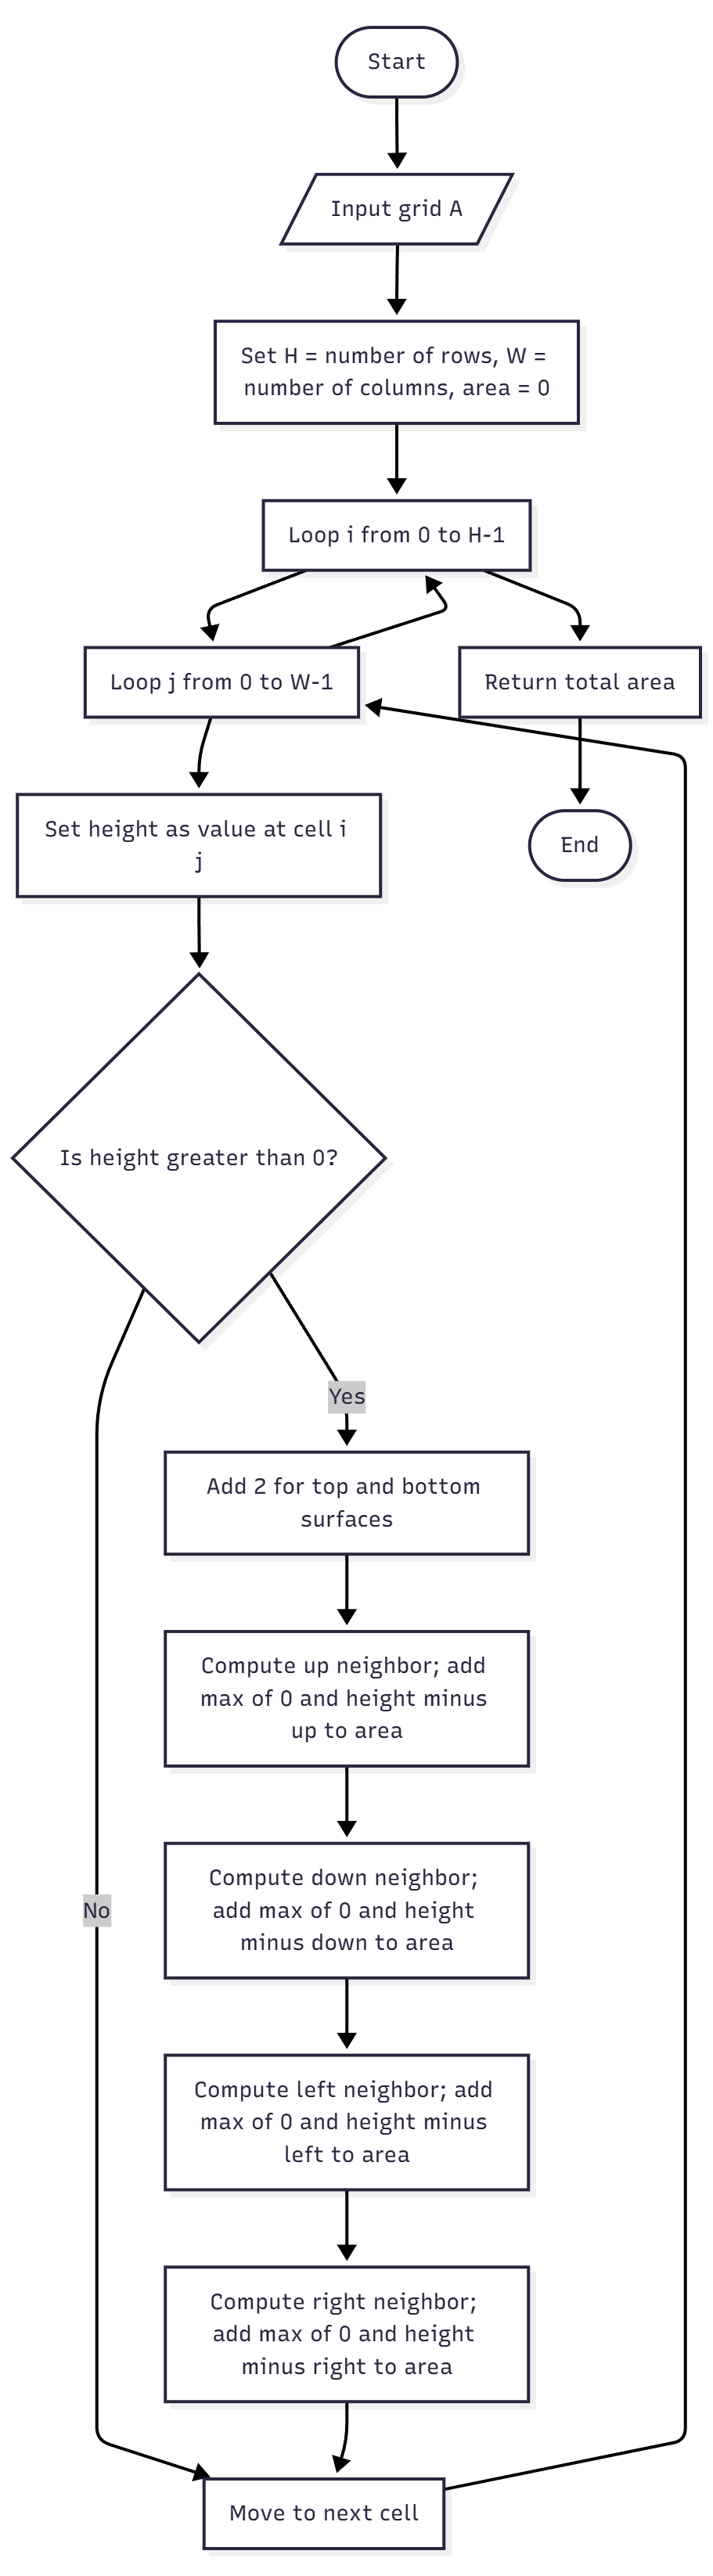 Start
Input grid A
Set H = number of rows, W =
number of columns, area = 0
Loop i from 0 to H-1
Loop j from 0 to W-1
Return total area
Set height as value at cell i
j
End
Is height greater than 0?
Yes
Add 2 for top and bottom
surfaces
Compute up neighbor; add
max of 0 and height minus
up to area
Compute down neighbor;
add max of 0 and height
minus down to area
No
Compute left neighbor; add
max of 0 and height minus
left to area
Compute right neighbor;
add max of 0 and height
minus right to area
Move to next cell